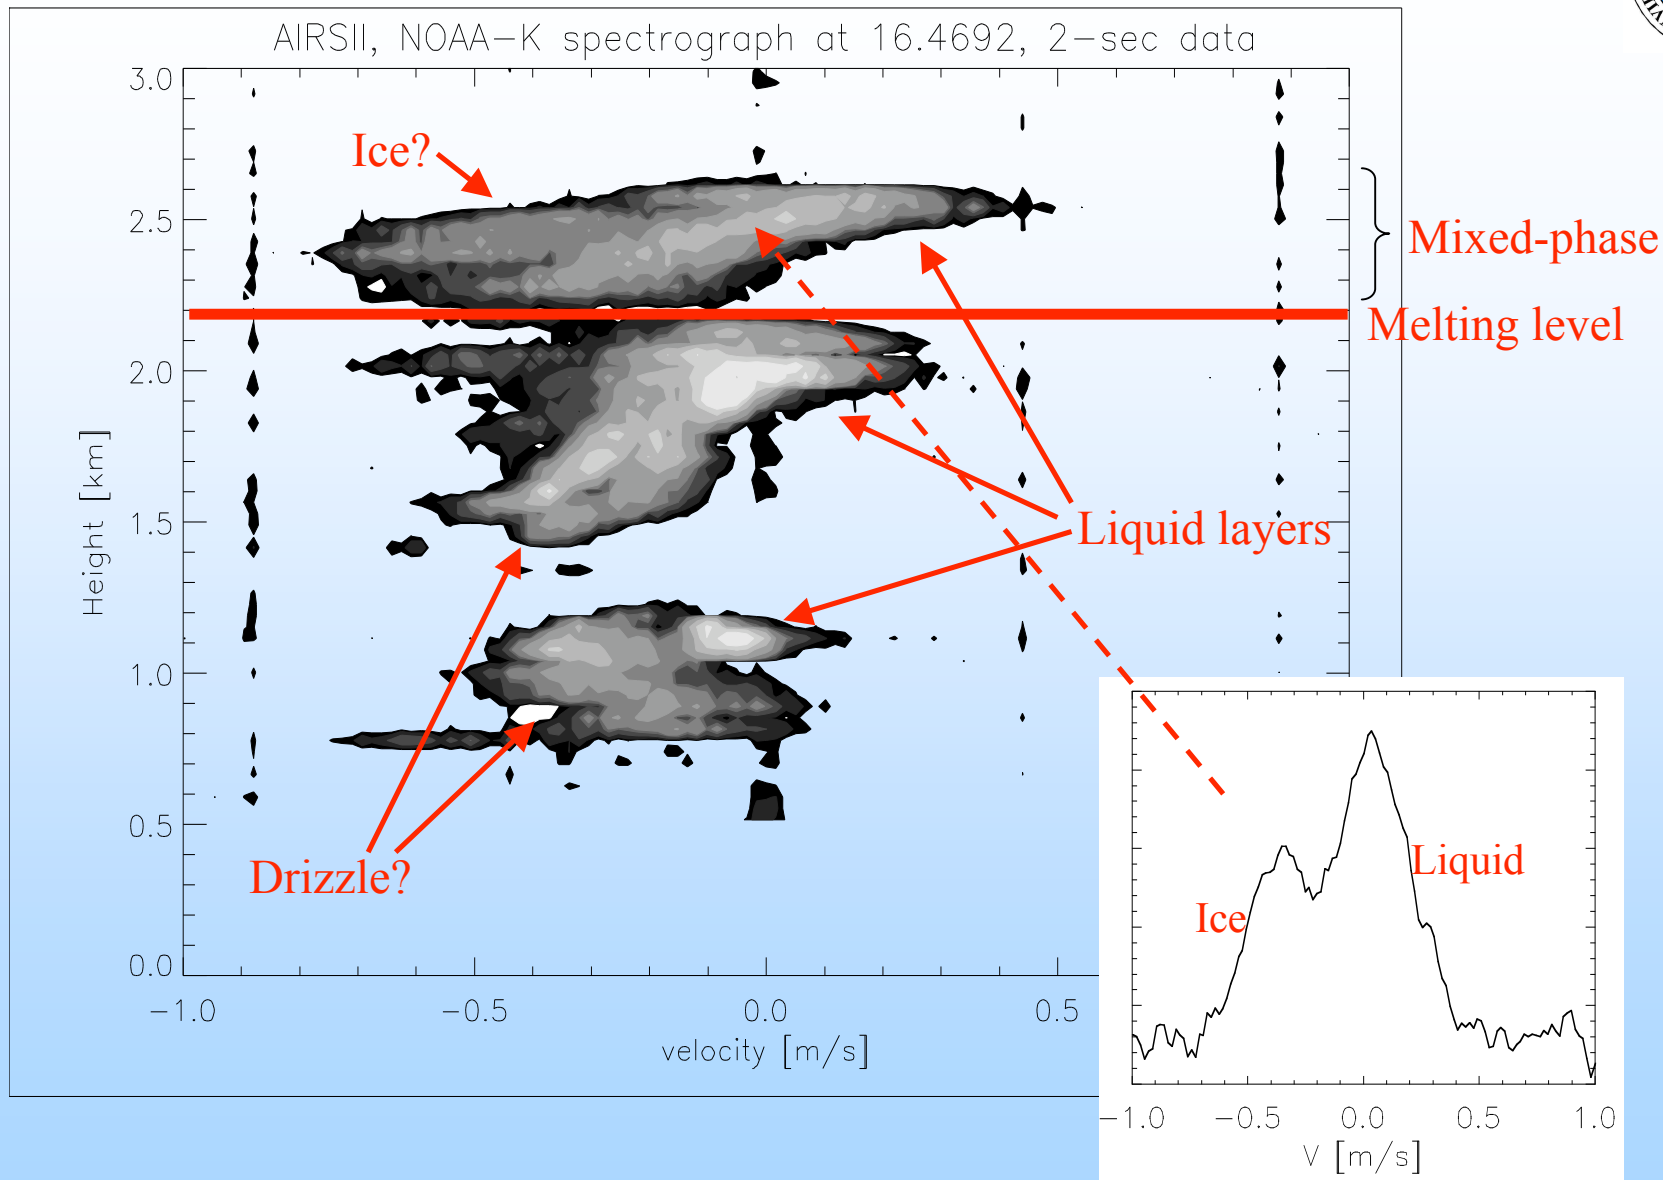 AIRSII, NOAA-K spectrograph at 16.4692, 2-sec data
3.0
Ice?
2.5
Mixed-phase
Melting level
2.0
Height [km]
1.5
Liquid layers
1.0
0.5
Drizzle?
0.0
-1.0 -0.5 0.0 0.5
velocity [m/s]
Liquid
Ice
-1.0 -0.5 0.0 0.5 1.0
V [m/s]